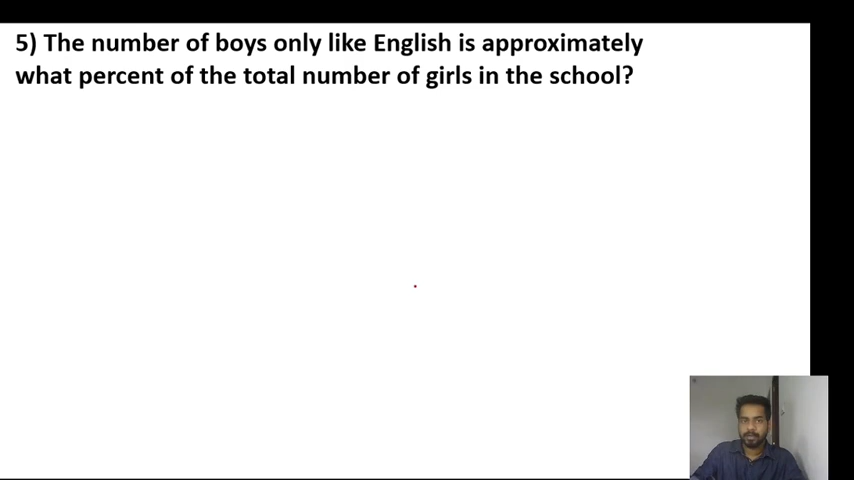 5) The number of boys only like English is approximately
what percent of the total number of girls in the school?